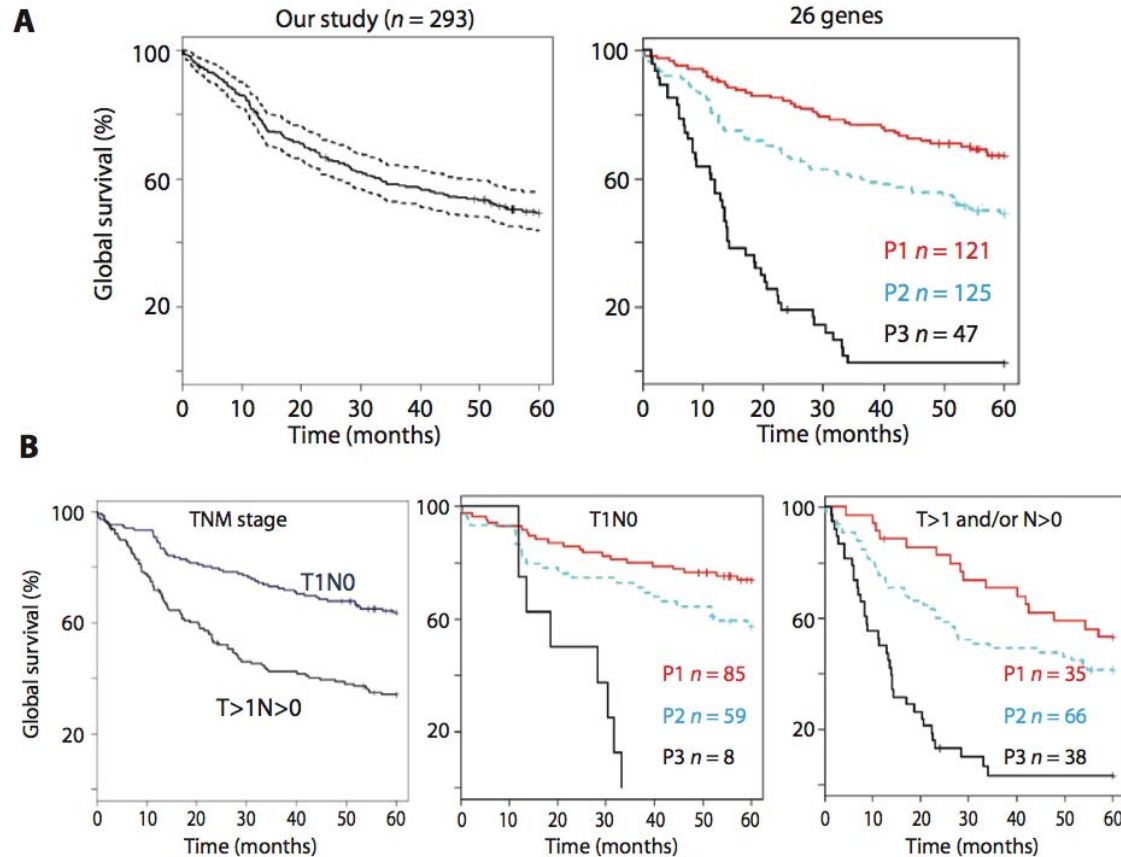 A
Our study (n = 293)
Global survival (%)
100
60
20
0 10 20 30 40 50 60
Time (months)
26 genes
100
60
20
P1 n = 121
P2 n = 125
P3 n = 47
0 10 20 30 40 50 60
Time (months)
B
Global survival (%)
100
60
20
TNM stage
T1N0
T>1N>0
0 10 20 30 40 50 60
Time (months)
100
60
20
T1N0
P1 n = 85
P2 n = 59
P3 n = 8
0 10 20 30 40 50 60
Time (months)
100
60
20
T>1 and/or N>0
P1 n = 35
P2 n = 66
P3 n = 38
0 10 20 30 40 50 60
Time (months)